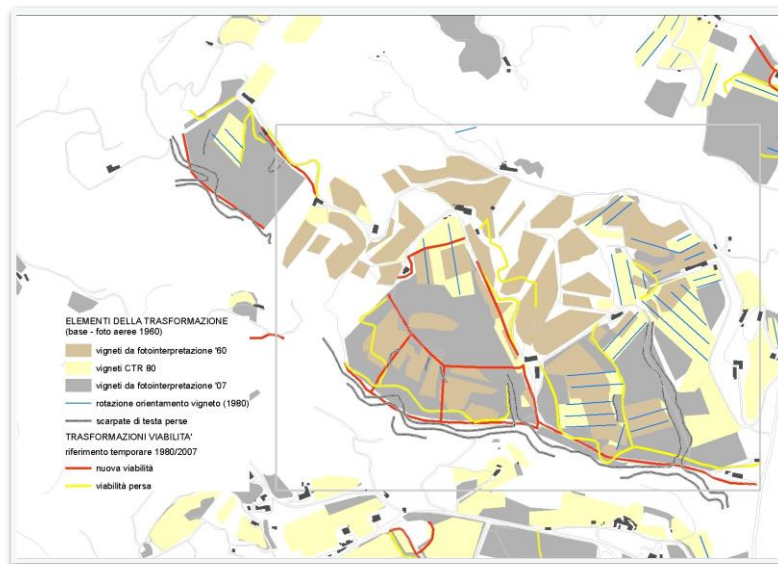 ELEMENTI DELLA TRASFORMAZIONE
(base - foto aeree 1960)
vigneti da fotointerpretazione '60
vigneti CTR 80
vigneti da fotointerpretazione '07
rotazione orientamento vigneto (1980)
scarpate di testa perse
TRASFORMAZIONI VIABILITA'
riferimento temporare 1980/2007
nuova viabilità
viabilità persa